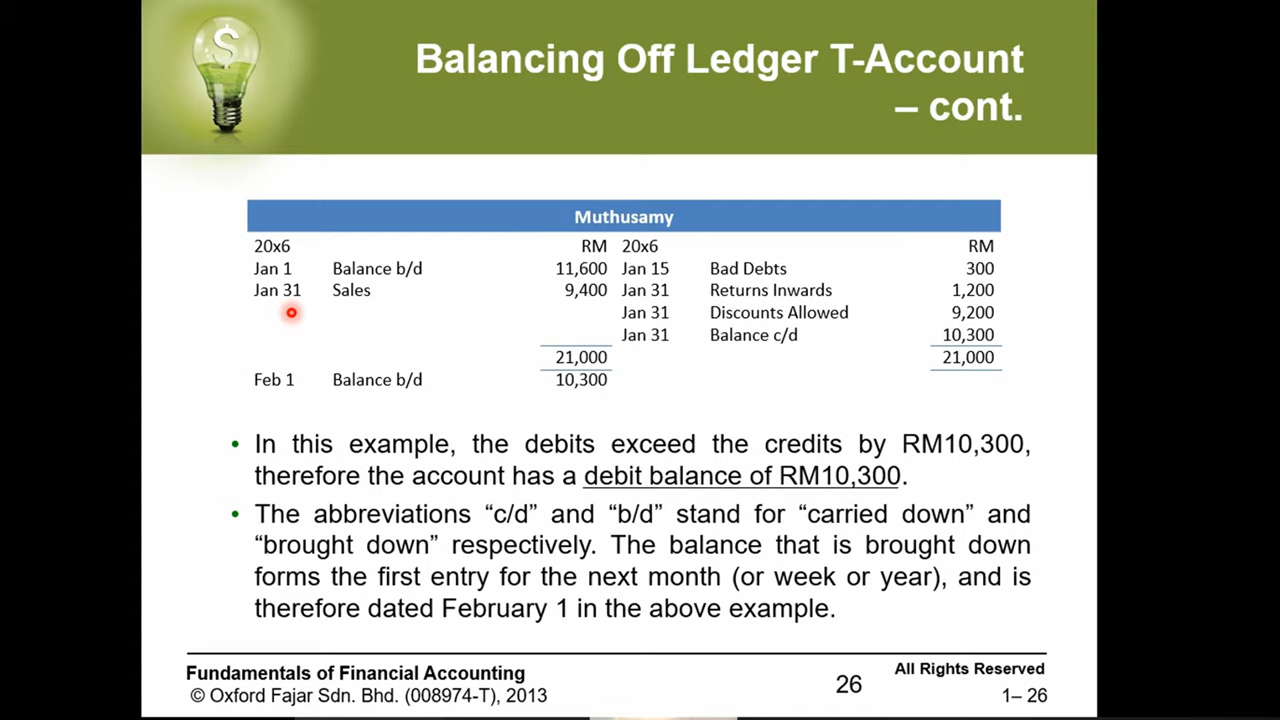 $
Balancing Off Ledger T-Account
– cont.
Muthusamy
20x6 RM 20x6 RM
Jan 1 Balance b/d 11,600 Jan 15 Bad Debts 300
Jan 31 Sales 9,400 Jan 31 Returns Inwards 1,200
Jan 31 Discounts Allowed 9,200
Jan 31 Balance c/d 10,300
21,000 21,000
Feb 1 Balance b/d 10,300
• In this example, the debits exceed the credits by RM10,300,
therefore the account has a debit balance of RM10,300.
• The abbreviations “c/d” and “b/d” stand for “carried down” and
“brought down” respectively. The balance that is brought down
forms the first entry for the next month (or week or year), and is
therefore dated February 1 in the above example.
Fundamentals of Financial Accounting
© Oxford Fajar Sdn. Bhd. (008974-T), 2013
26
All Rights Reserved
1– 26